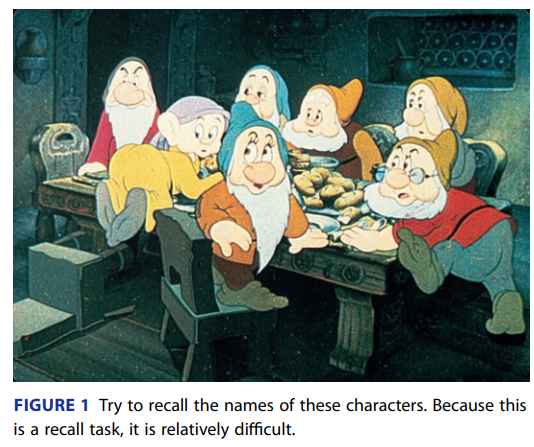 FIGURE 1 Try to recall the names of these characters. Because this
is a recall task, it is relatively difficult.